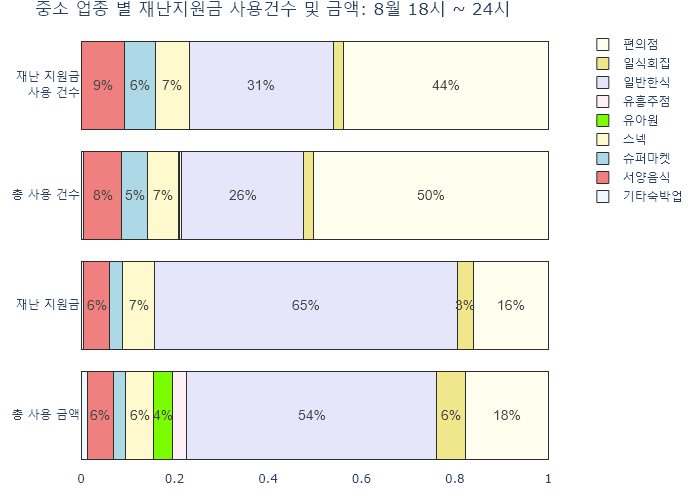 중소 업종 별 재난지원금 사용건수 및 금액: 8월 18시 ~ 24시
재난 지원금
사용 건수
9%
6%
7%
31%
44%
총 사용 건수
8%
5%
7%
26%
50%
재난 지원금
6%
7%
65%
3%
16%
총 사용 금액
6%
6%
4%
54%
6%
18%
0
0.2
0.4
0.6
0.8
1
편의점
일식회집
일반한식
유흥주점
유아원
스넥
슈퍼마켓
서양음식
기타숙박업